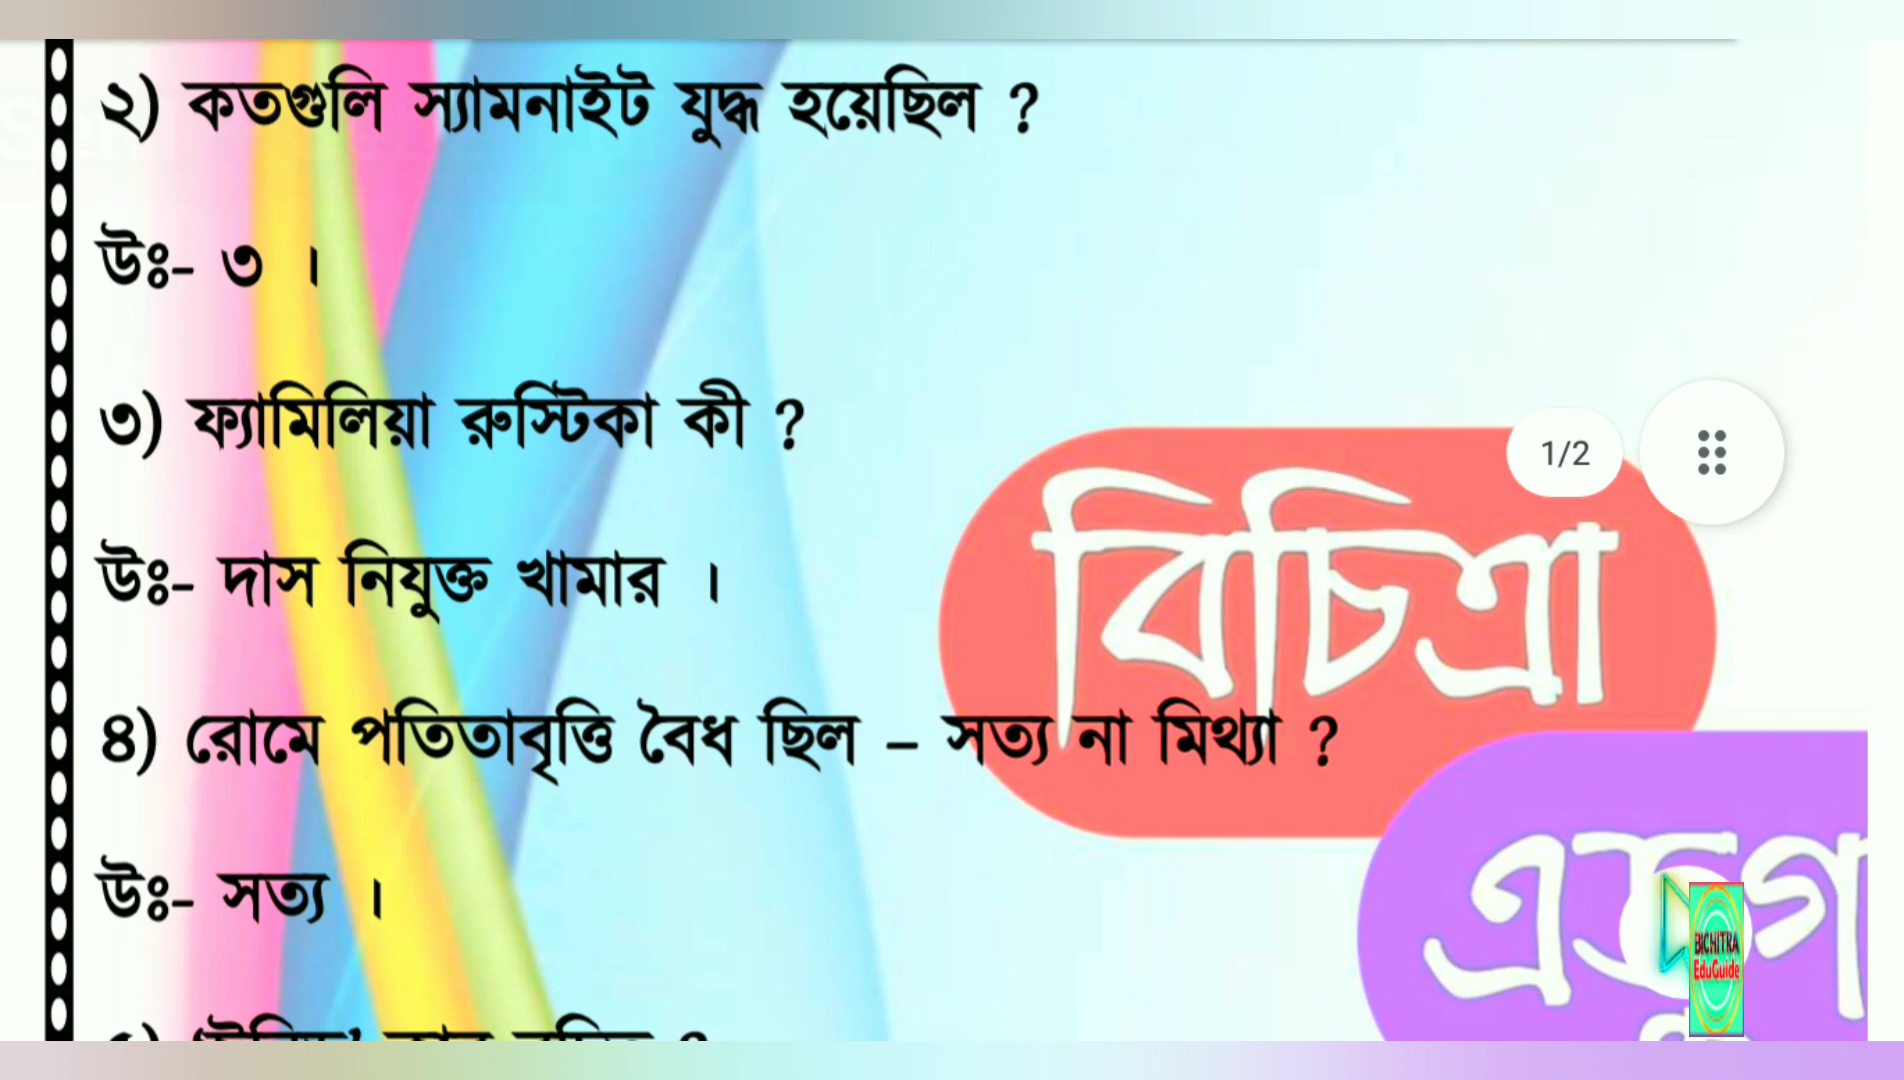 ২) কতগুলি স্যামনাইট যুদ্ধ হয়েছিল ?
উঃ- ৩ ।
৩) ফ্যামিলিয়া রুস্টিকা কী ?
1/2
বিচিত্রা
উঃ- দাস নিযুক্ত খামার ।
৪) রোমে পতিতাবৃত্তি বৈধ ছিল – সত্য না মিথ্যা ?
উঃ- সত্য ।
BICHITRA
EduGuide